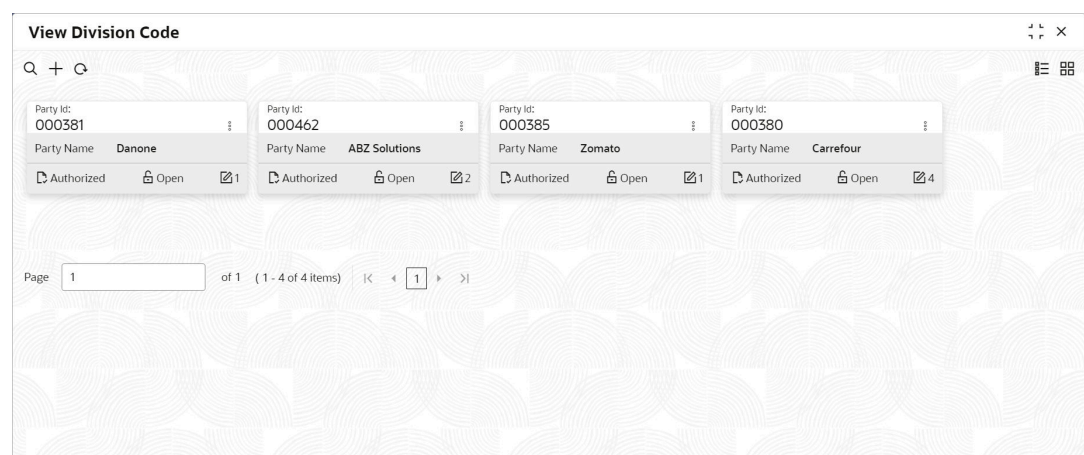 View Division Code
Party Id: Party Id: Party Id: Party Id:
000381 000462 000385 000380
Party Name Danone Party Name ABZ Solutions Party Name Zomato Party Name Carrefour
Authorized Open 1 Authorized Open 2 Authorized Open 1 Authorized Open 4
Page 1 of 1 ( 1 - 4 of 4 items) 1